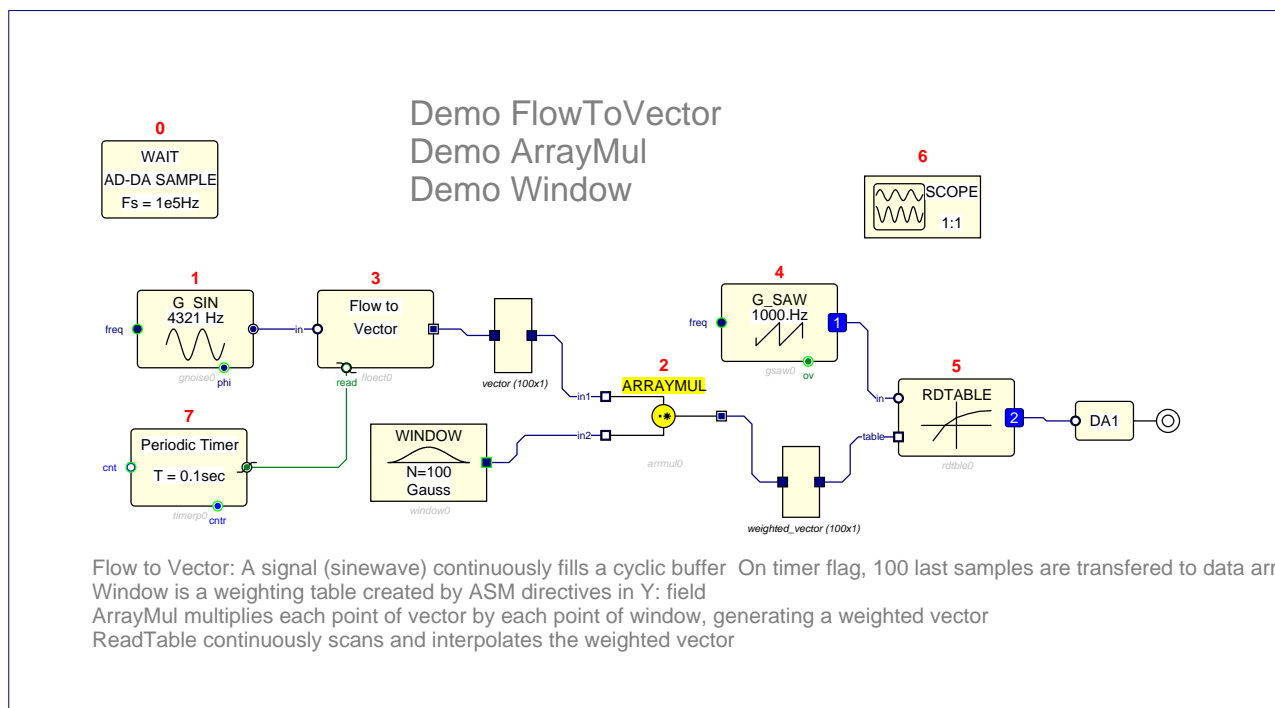 Demo FlowToVector
Demo ArrayMul
Demo Window
0
WAIT
AD-DA SAMPLE
Fs = 1e5Hz
6
SCOPE
1:1
1
G_SIN
4321 Hz
freq
phi
gnoise0
3
Flow to
Vector
in
read
floect0
vector (100x1)
4
G_SAW
1000.Hz
freq
1
ov
gsaw0
2
ARRAYMUL
in1
in2
arrmul0
5
RDTABLE
in
table
2
rdtble0
DA1
7
Periodic Timer
T = 0.1sec
cnt
cntr
timerp0
WINDOW
N=100
Gauss
window0
weighted_vector (100x1)
Flow to Vector: A signal (sinewave) continuously fills a cyclic buffer  On timer flag, 100 last samples are transfered to data arr
Window is a weighting table created by ASM directives in Y: field
ArrayMul multiplies each point of vector by each point of window, generating a weighted vector
ReadTable continuously scans and interpolates the weighted vector